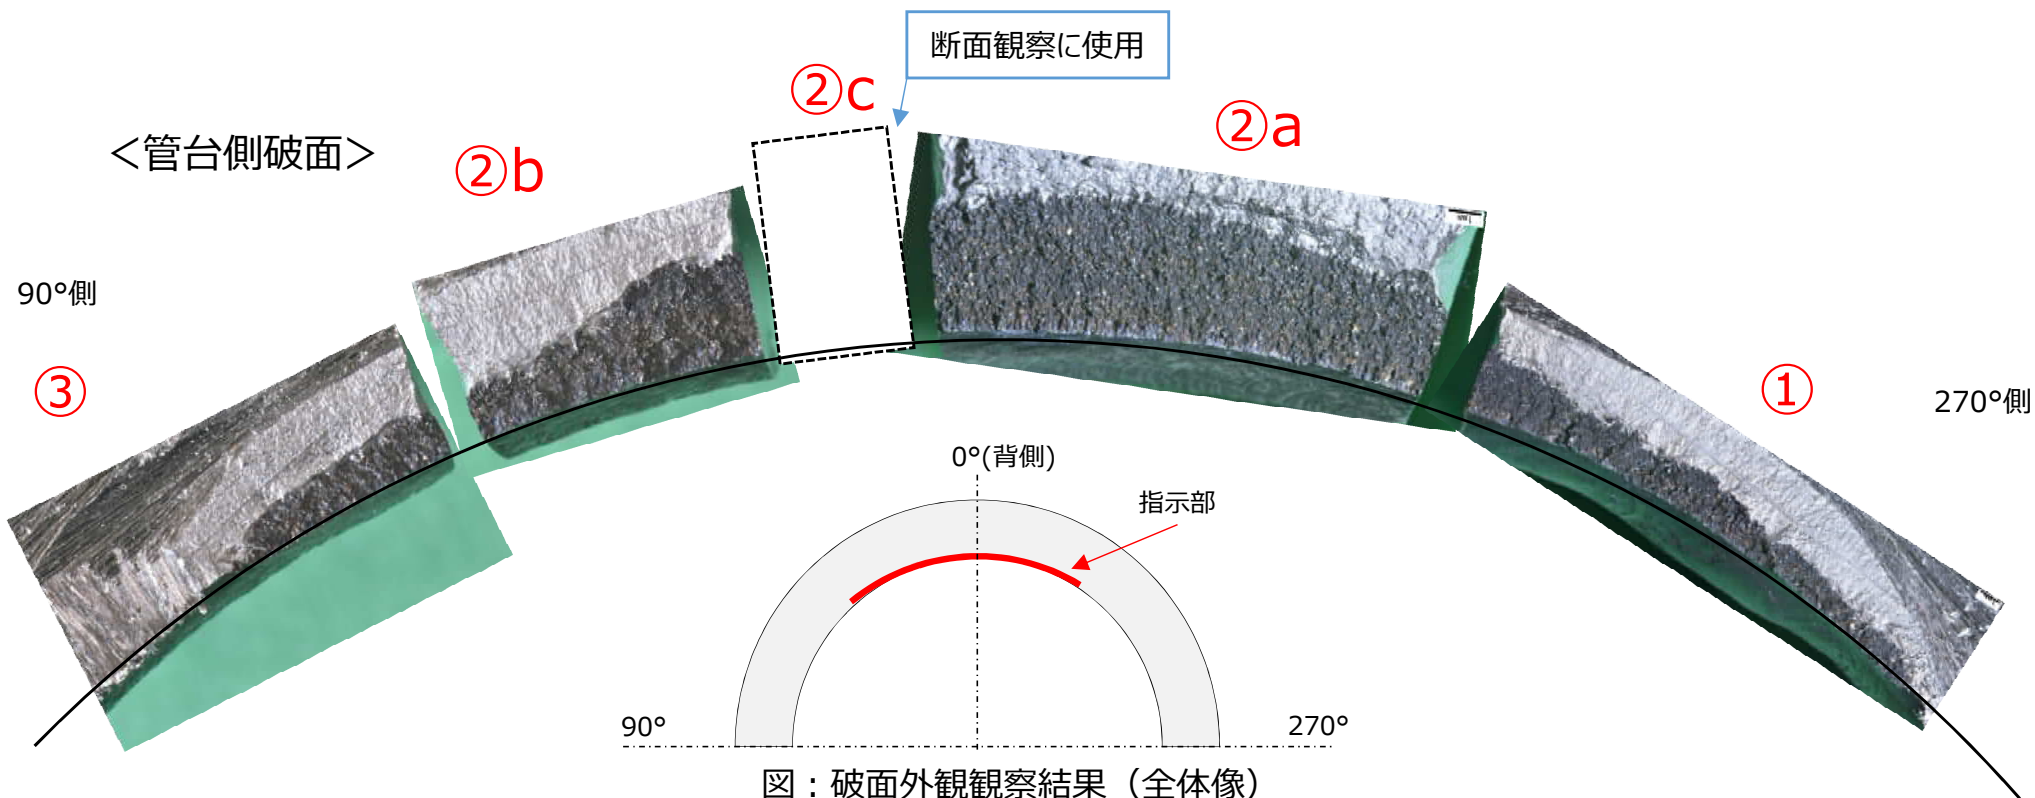 断面観察に使用
②c
②a
＜管台側破面＞
②b
90°側
③
①
270°側
0°(背側)
指示部
90°
270°
図：破面外観観察結果（全体像）